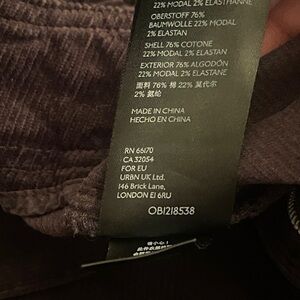 22% MODAL 2% ELASTHANNE
OBERSTOFF 76%
BAUMWOLLE 22% MODAL
2% ELASTAN
SHELL 76% COTONE
22% MODAL 2% ELASTAN
EXTERIOR 76% ALGODÓN
22% MODAL 2% ELASTANE
面料 76% 棉 22% 莫代尔
2% 氨纶
MADE IN CHINA
HECHO EN CHINA
RN 66170
CA 32054
FOR EU
URBN UK Ltd.
146 Brick Lane,
LONDON E1 6RU
OB1218538